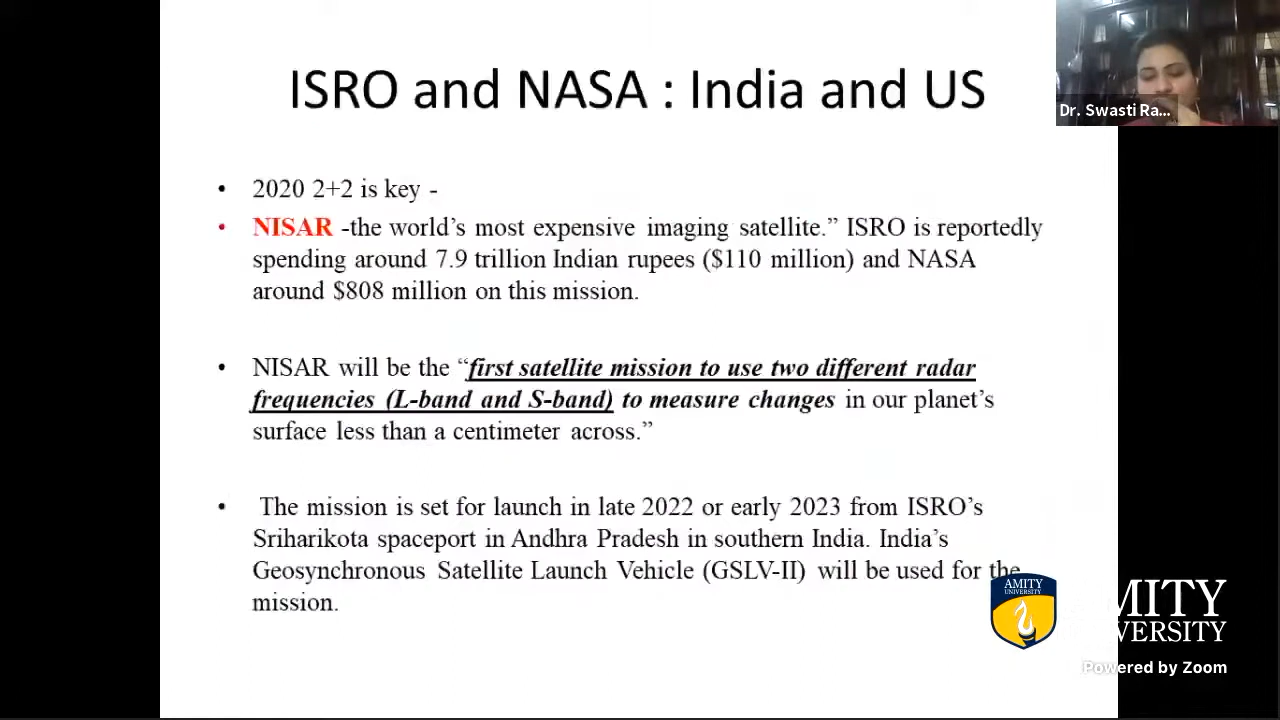 ISRO and NASA : India and US
Dr. Swasti Ra...
• 2020 2+2 is key -
• NISAR -the world’s most expensive imaging satellite.” ISRO is reportedly
spending around 7.9 trillion Indian rupees ($110 million) and NASA
around $808 million on this mission.
• NISAR will be the “first satellite mission to use two different radar
frequencies (L-band and S-band) to measure changes in our planet’s
surface less than a centimeter across.”
• The mission is set for launch in late 2022 or early 2023 from ISRO’s
Sriharikota spaceport in Andhra Pradesh in southern India. India’s
Geosynchronous Satellite Launch Vehicle (GSLV-II) will be used for the
mission.
AMITY
UNIVERSITY
AMITY
UNIVERSITY
Powered by Zoom